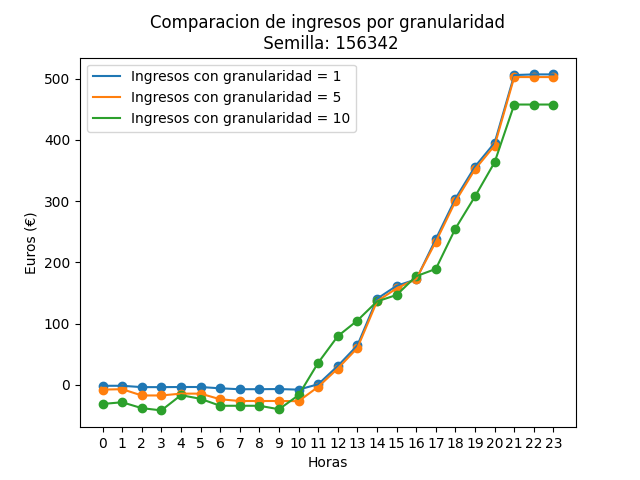 Comparacion de ingresos por granularidad
Semilla: 156342
Ingresos con granularidad = 1
Ingresos con granularidad = 5
Ingresos con granularidad = 10
500
400
300
200
100
0
Euros (€)
0 1 2 3 4 5 6 7 8 9 10 11 12 13 14 15 16 17 18 19 20 21 22 23
Horas